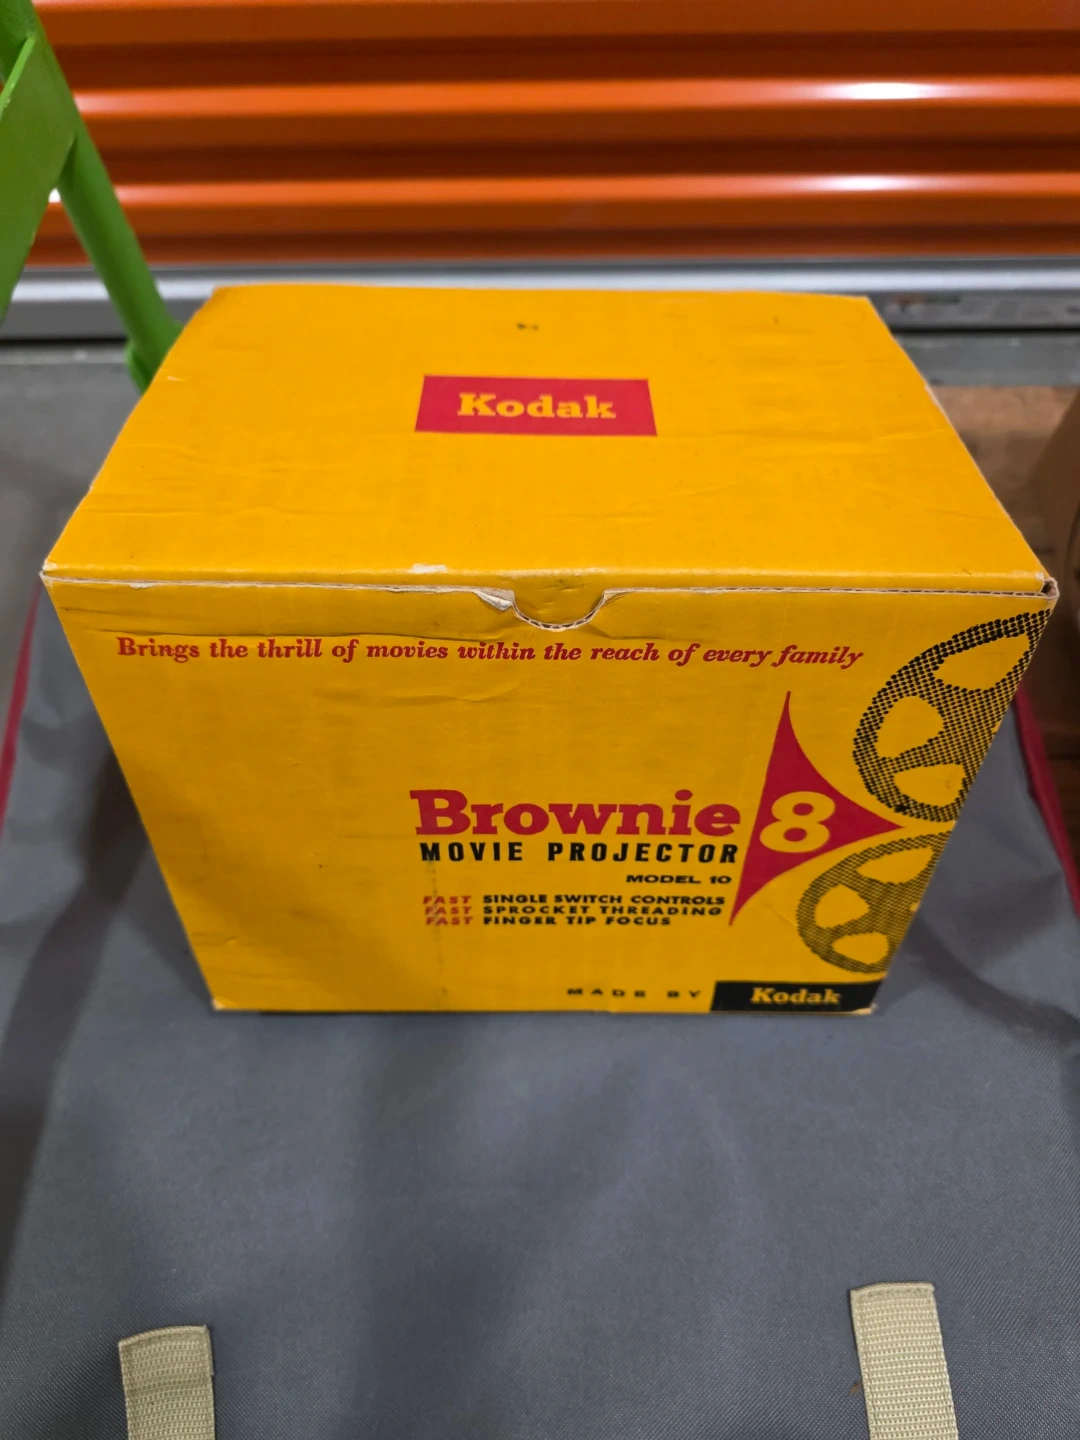 Kodak
Brings the thrill of movies within the reach of every family
Brownie 8
MOVIE PROJECTOR
MODEL 10
FAST SINGLE SWITCH CONTROLS
FAST SPROCKET THREADING
FAST FINGER TIP FOCUS
MADE BY Kodak